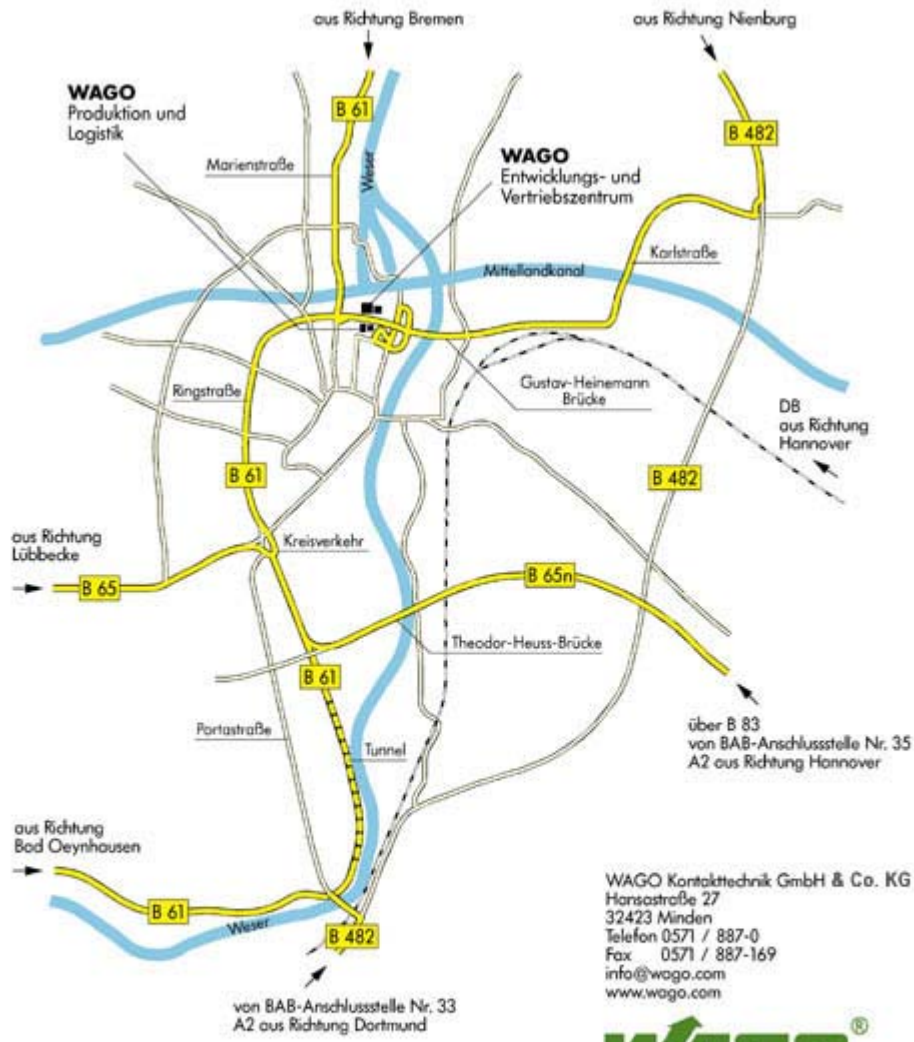 aus Richtung Bremen
aus Richtung Nienburg
WAGO
Produktion und
Logistik
B 61
B 482
Marienstraße
Weser
WAGO
Entwicklungs- und
Vertriebszentrum
Karlstraße
Mittellandkanal
P
Ringstraße
Gustav-Heinemann
Brücke
DB
aus Richtung
Hannover
B 61
B 482
aus Richtung
Lübbecke
Kreisverkehr
B 65
B 65n
Theodor-Heuss-Brücke
B 61
Portastraße
Tunnel
über B 83
von BAB-Anschlussstelle Nr. 35
A2 aus Richtung Hannover
aus Richtung
Bad Oeynhausen
B 61
Weser
B 482
von BAB-Anschlussstelle Nr. 33
A2 aus Richtung Dortmund
WAGO Kontakttechnik GmbH & Co. KG
Hansastraße 27
32423 Minden
Telefon 0571 / 887-0
Fax 0571 / 887-169
info@wago.com
www.wago.com
WAGO®